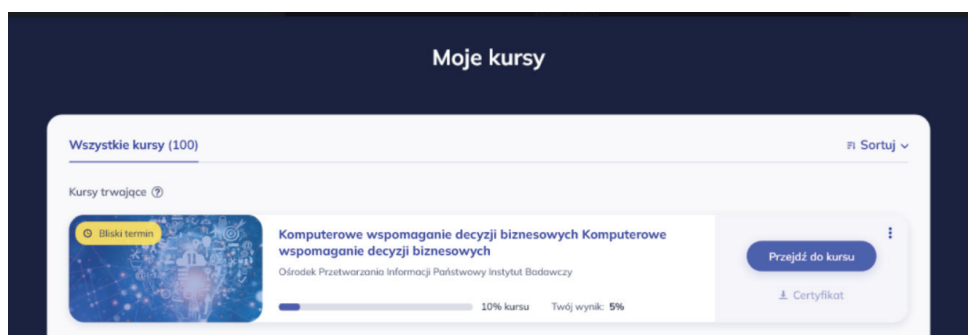 Moje kursy
Wszystkie kursy (100)
Sortuj
Kursy trwające
Bliski termin
Komputerowe wspomaganie decyzji biznesowych Komputerowe
wspomaganie decyzji biznesowych
Ośrodek Przetwarzania Informacji Państwowy Instytut Badawczy
10% kursu Twój wynik: 5%
Przejdź do kursu
Certyfikat